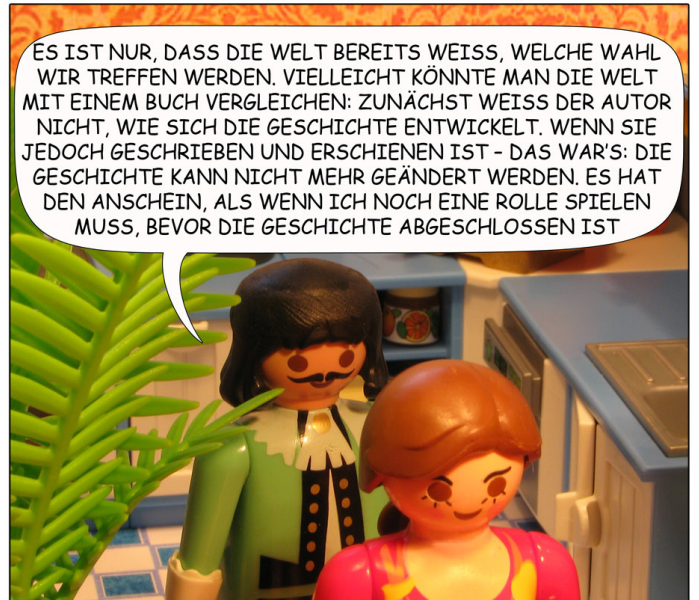 ES IST NUR, DASS DIE WELT BEREITS WEISS, WELCHE WAHL
WIR TREFFEN WERDEN. VIELLEICHT KÖNNTE MAN DIE WELT
MIT EINEM BUCH VERGLEICHEN: ZUNÄCHST WEISS DER AUTOR
NICHT, WIE SICH DIE GESCHICHTE ENTWICKELT. WENN SIE
JEDOCH GESCHRIEBEN UND ERSCHIENEN IST – DAS WAR'S: DIE
GESCHICHTE KANN NICHT MEHR GEÄNDERT WERDEN. ES HAT
DEN ANSCHEIN, ALS WENN ICH NOCH EINE ROLLE SPIELEN
MUSS, BEVOR DIE GESCHICHTE ABGESCHLOSSEN IST